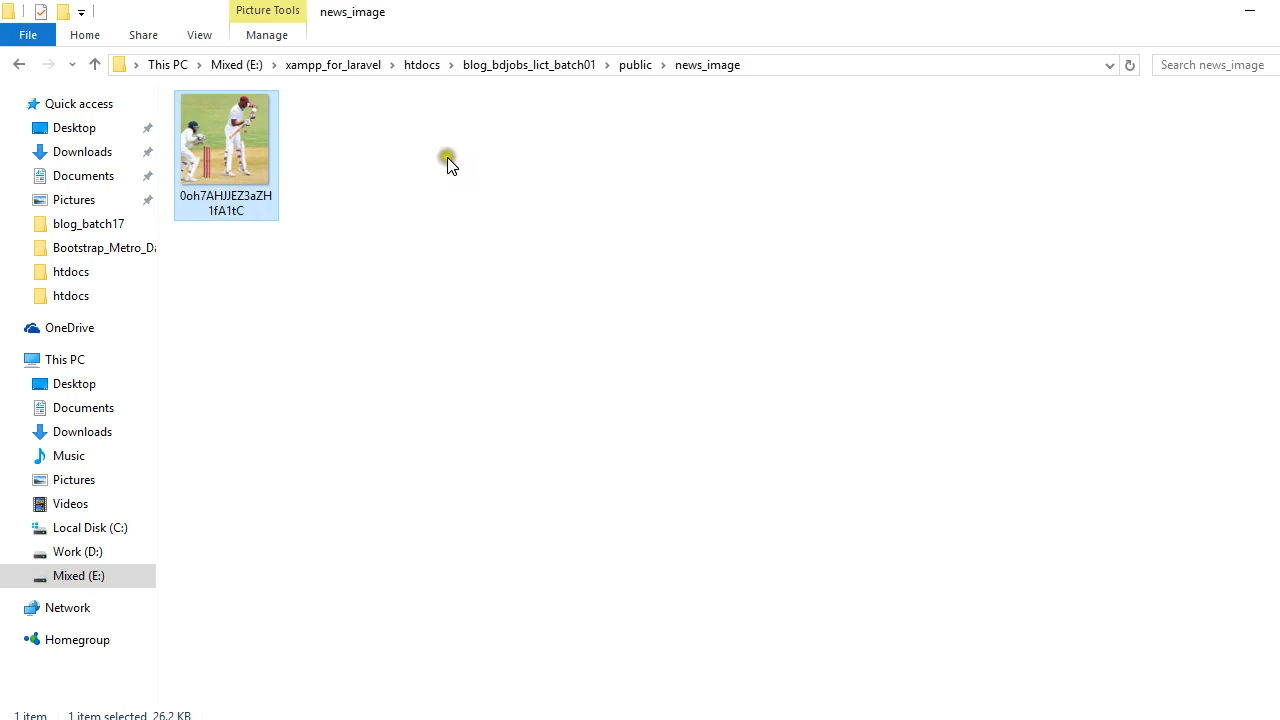 Picture Tools
news_image
File
Home
Share
View
Manage
This PC
Mixed (E:)
xampp_for_laravel
htdocs
blog_bdjobs_lict_batch01
public
news_image
Search news_image
Quick access
Desktop
Downloads
Documents
Pictures
blog_batch17
Bootstrap_Metro_Da
htdocs
htdocs
OneDrive
This PC
Desktop
Documents
Downloads
Music
Pictures
Videos
Local Disk (C:)
Work (D:)
Mixed (E:)
Network
Homegroup
0oh7AHJJEZ3aZH
1fA1tC
1 item
1 item selected 26.2 KB